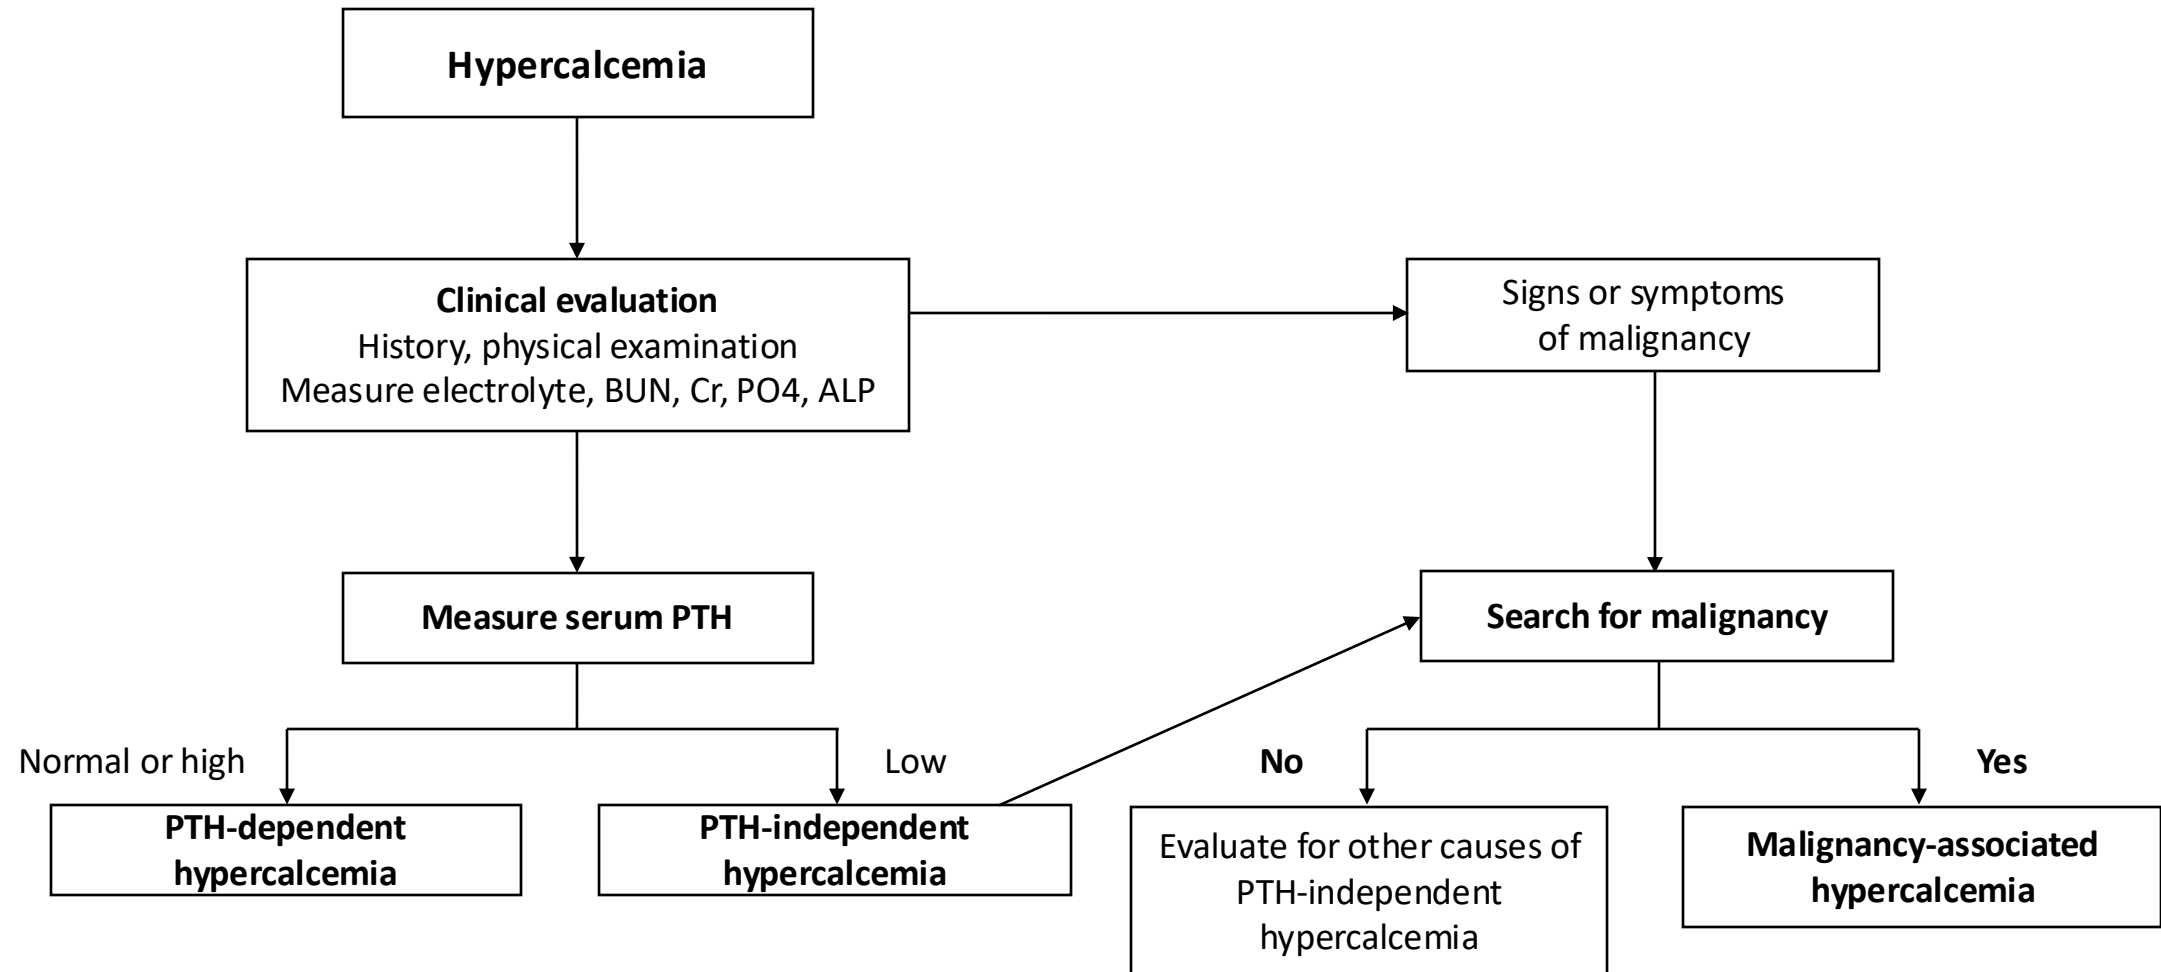 Hypercalcemia
Clinical evaluation
History, physical examination
Measure electrolyte, BUN, Cr, PO4, ALP
Signs or symptoms
of malignancy
Measure serum PTH
Search for malignancy
Normal or high
Low
No
Yes
PTH-dependent
hypercalcemia
PTH-independent
hypercalcemia
Evaluate for other causes of
PTH-independent
hypercalcemia
Malignancy-associated
hypercalcemia